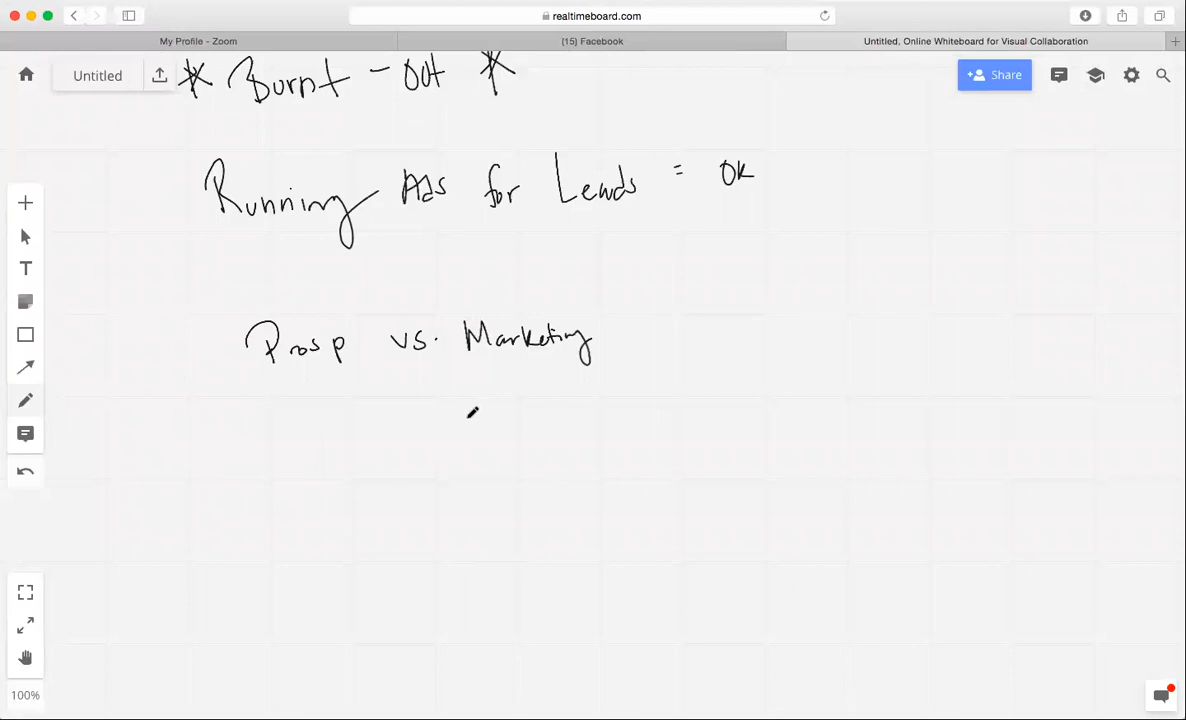 realtimeboard.com
My Profile - Zoom
(15) Facebook
Untitled, Online Whiteboard for Visual Collaboration
Untitled
Share
* Burnt - Out *
Running Ads for Leads = OK
Prosp vs. Marketing
T
100%